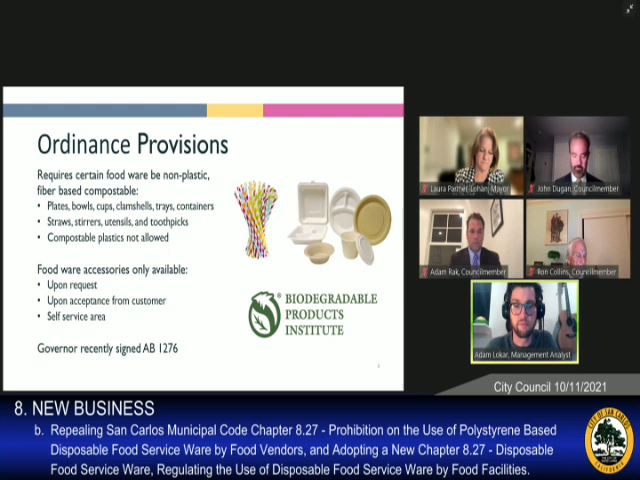 Ordinance Provisions
Requires certain food ware be non-plastic,
fiber based compostable:
• Plates, bowls, cups, clamshells, trays, containers
• Straws, stirrers, utensils, and toothpicks
• Compostable plastics not allowed
Food ware accessories only available:
• Upon request
• Upon acceptance from customer
• Self service area
Governor recently signed AB 1276
BIODEGRADABLE
PRODUCTS
INSTITUTE
Laura Parmer-Lohan, Mayor
John Dugan, Councilmember
Adam Rak, Councilmember
Ron Collins, Councilmember
Adam Lokar, Management Analyst
City Council 10/11/2021
8. NEW BUSINESS
b. Repealing San Carlos Municipal Code Chapter 8.27 - Prohibition on the Use of Polystyrene Based
Disposable Food Service Ware by Food Vendors, and Adopting a New Chapter 8.27 - Disposable
Food Service Ware, Regulating the Use of Disposable Food Service Ware by Food Facilities.
CITY OF SAN CARLOS
CALIFORNIA